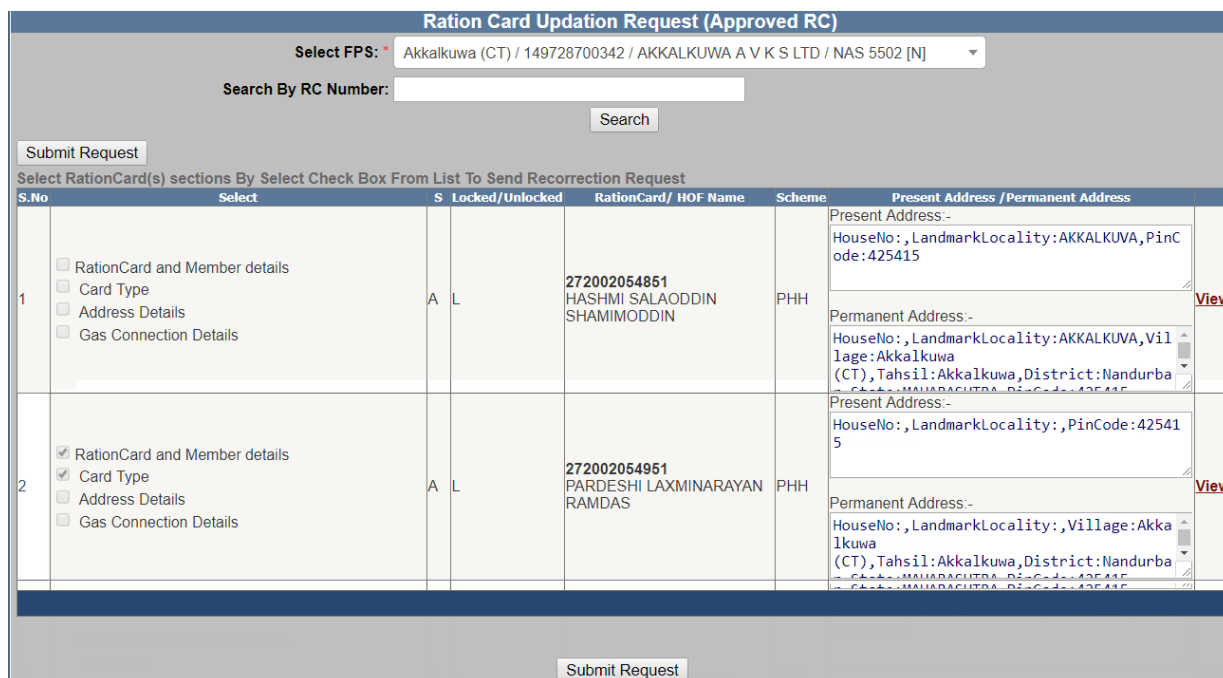 Ration Card Updation Request (Approved RC)
Select FPS: * Akkalkuwa (CT) / 149728700342 / AKKALKUWA A V K S LTD / NAS 5502 [N]
Search By RC Number:
Search
Submit Request
Select RationCard(s) sections By Select Check Box From List To Send Recorrection Request
S.No Select S Locked/Unlocked RationCard/ HOF Name Scheme Present Address /Permanent Address
1
RationCard and Member details
Card Type
Address Details
Gas Connection Details
A L
272002054851
HASHMI SALAODDIN
SHAMIMODDIN
PHH
Present Address:-
HouseNo:,LandmarkLocality:AKKALKUVA,PinC
ode:425415
Permanent Address:-
HouseNo:,LandmarkLocality:AKKALKUVA,Vil
lage:Akkalkuwa
(CT),Tahsil:Akkalkuwa,District:Nandurba
n,State:MAHARASHTRA,PinCode:425415
View
2
RationCard and Member details
Card Type
Address Details
Gas Connection Details
A L
272002054951
PARDESHI LAXMINARAYAN
RAMDAS
PHH
Present Address:-
HouseNo:,LandmarkLocality:,PinCode:42541
5
Permanent Address:-
HouseNo:,LandmarkLocality:,Village:Akka
lkuwa
(CT),Tahsil:Akkalkuwa,District:Nandurba
View
Submit Request